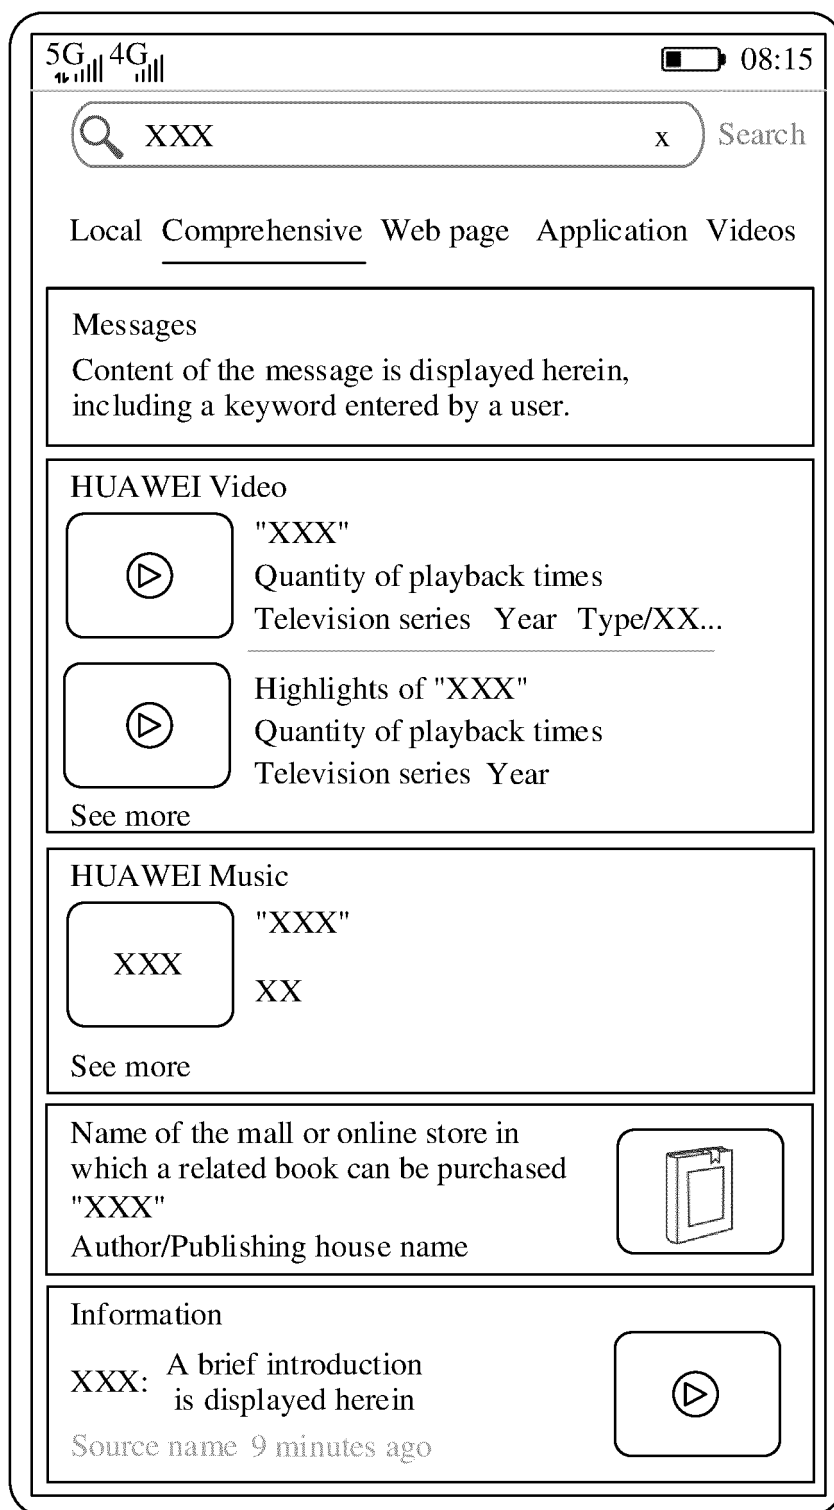 5G 4G 08:15
XXX x Search
Local Comprehensive Web page Application Videos
Messages
Content of the message is displayed herein,
including a keyword entered by a user.
HUAWEI Video
"XXX"
Quantity of playback times
Television series Year Type/XX...
Highlights of "XXX"
Quantity of playback times
Television series Year
See more
HUAWEI Music
XXX
"XXX"
XX
See more
Name of the mall or online store in
which a related book can be purchased
"XXX"
Author/Publishing house name
Information
XXX: A brief introduction
is displayed herein
Source name 9 minutes ago